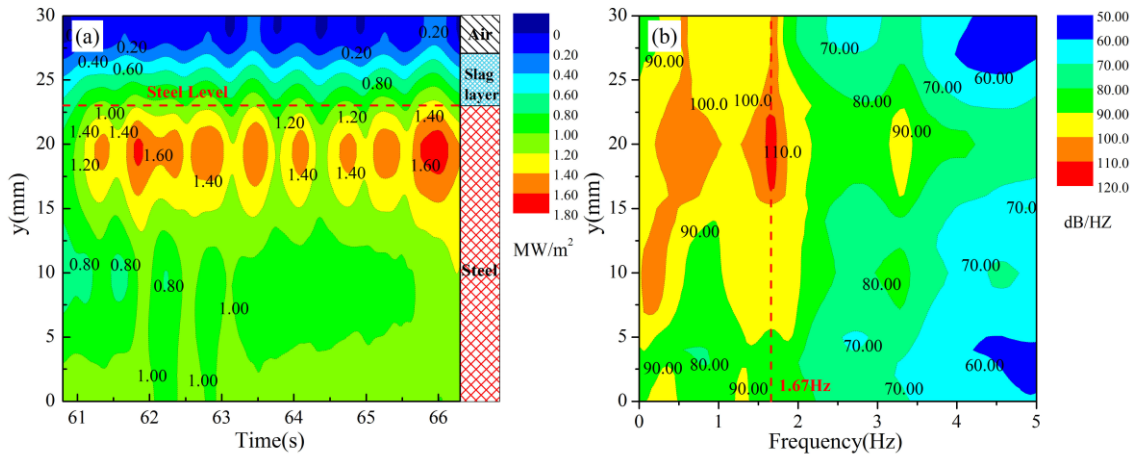 (a)
30
25
20
15
10
5
0
y(mm)
61 62 63 64 65 66
Time(s)
0.20 0.20
0.40 0.40
0.60 0.80
Steel Level
1.00
1.40 1.40 1.20 1.20 1.40
1.20 1.60 1.40 1.40 1.60
0.80 0.80 0.80
1.00
1.00 1.00
Air
Slag
layer
Steel
0
0.20
0.40
0.60
0.80
1.00
1.20
1.40
1.60
1.80
MW/m²
(b)
30
25
20
15
10
5
0
y(mm)
0 1 2 3 4 5
Frequency(Hz)
90.00 70.00
70.00 60.00
100.0 100.0 80.00
90.00
110.0
70.00
90.00
70.00
80.00
70.00
90.00 80.00 60.00
90.00 70.00
1.67Hz
50.00
60.00
70.00
80.00
90.00
100.0
110.0
120.0
dB/HZ